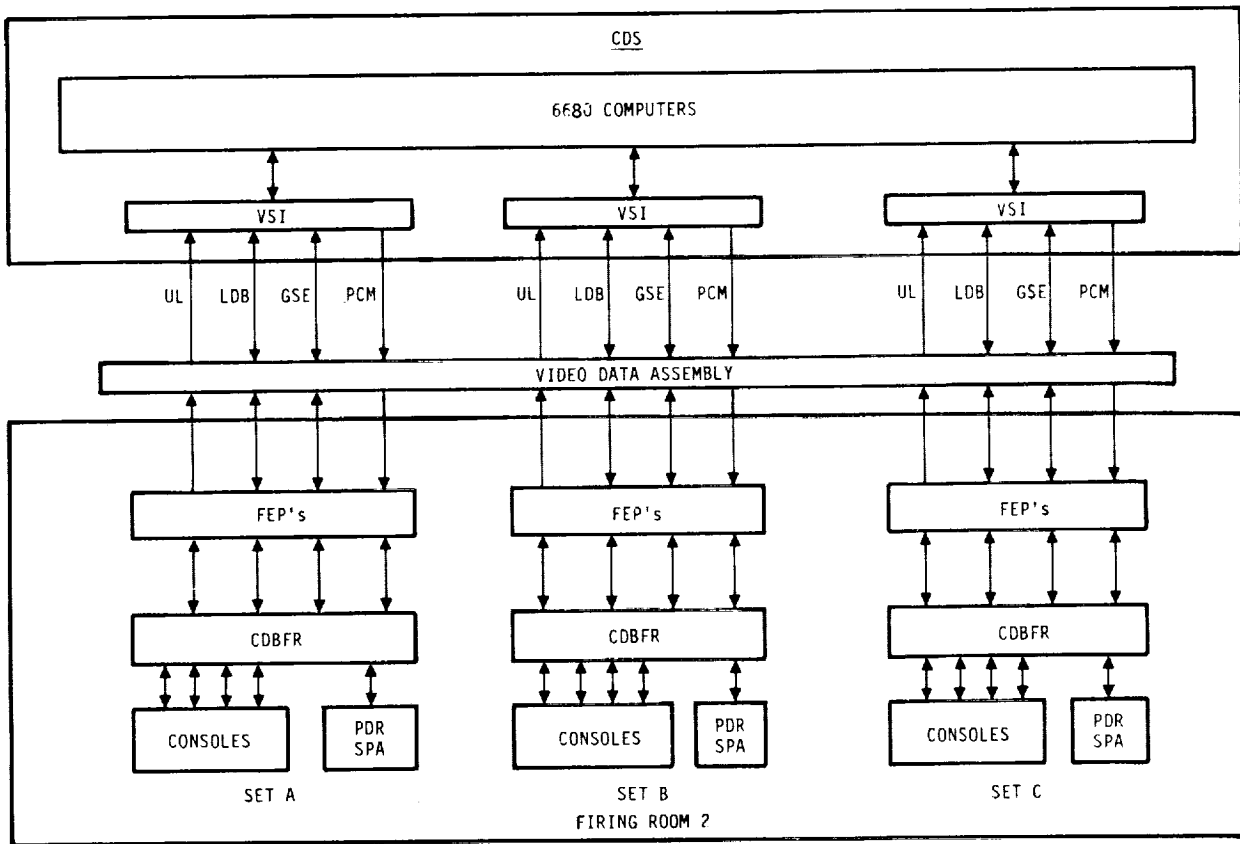 CDS
6680 COMPUTERS
VSI VSI VSI
UL LDB GSE PCM UL LDB GSE PCM UL LDB GSE PCM
VIDEO DATA ASSEMBLY
FEP's FEP's FEP's
CDBFR CDBFR CDBFR
CONSOLES PDR SPA CONSOLES PDR SPA CONSOLES PDR SPA
SET A SET B SET C
FIRING ROOM 2